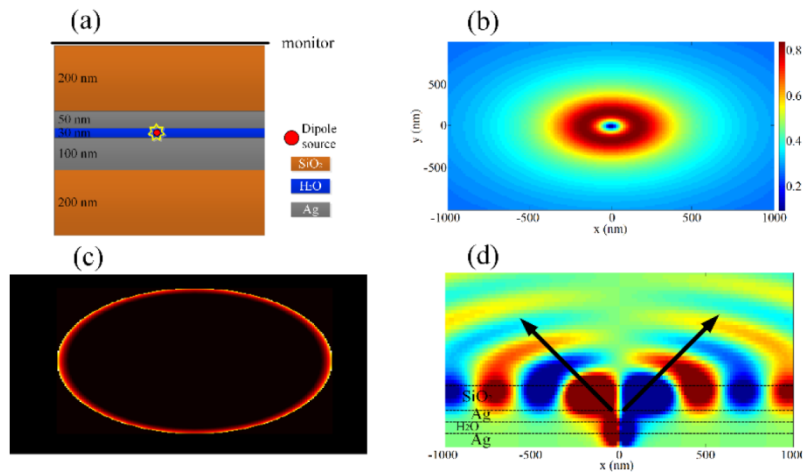 (a)
monitor
200 nm
50 nm
30 nm
100 nm
200 nm
Dipole
source
SiO₂
H₂O
Ag
(b)
y (nm)
500
0
-500
-1000
-1000
-500
0
500
1000
x (nm)
0.8
0.6
0.4
0.2
(c)
(d)
SiO₂
Ag
H₂O
Ag
-1000
-500
0
500
1000
x (nm)